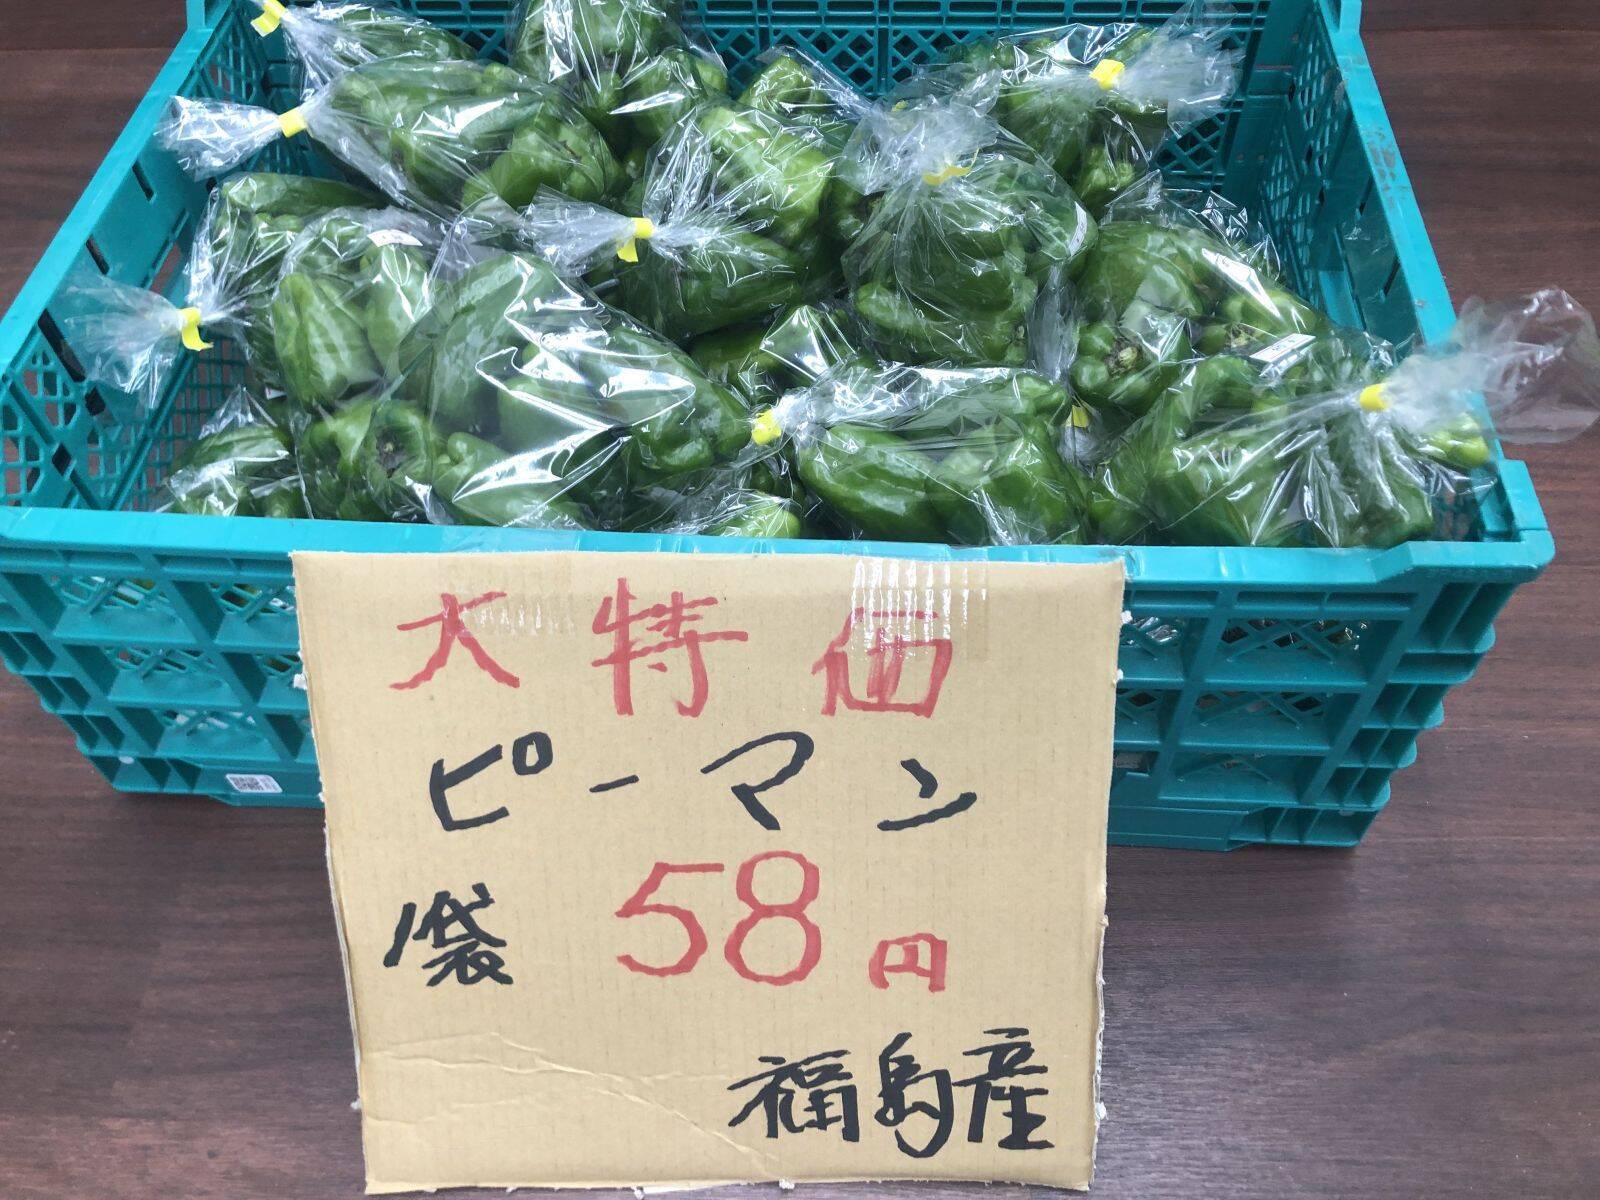 大特価
ピーマン
1袋 58円
福島産